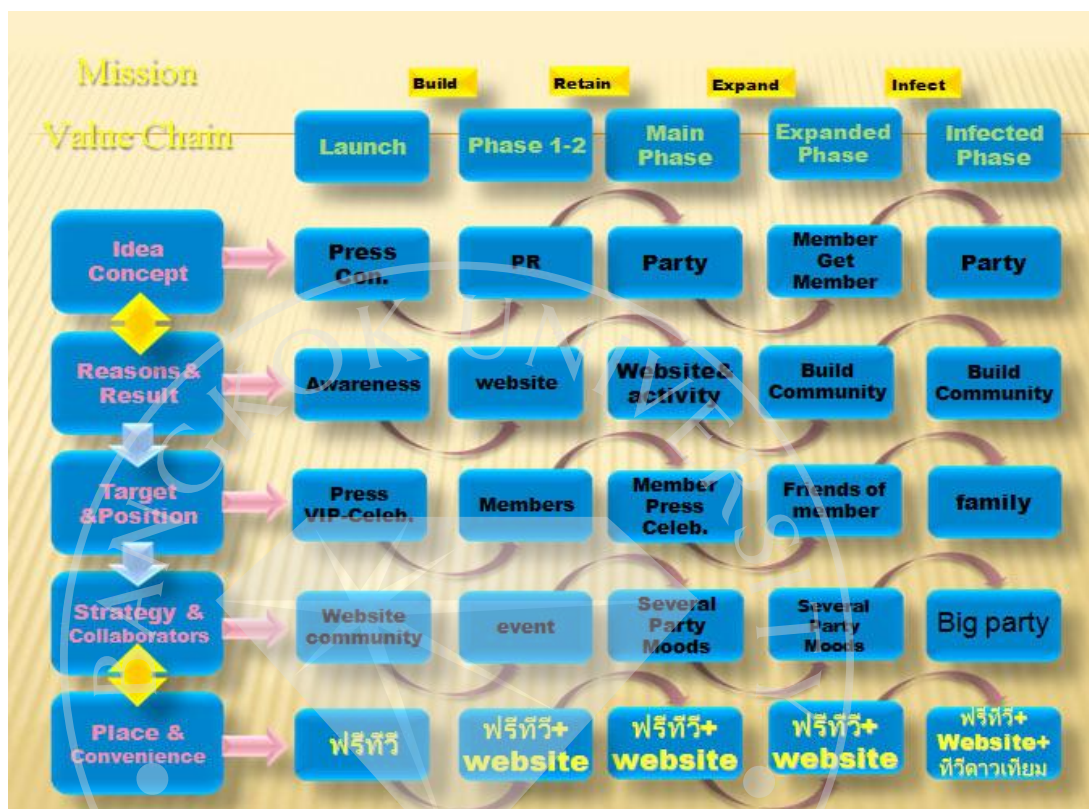 Mission
Value Chain
Build
Retain
Expand
Infect
Launch
Phase 1-2
Main
Phase
Expanded
Phase
Infected
Phase
Idea
Concept
Press
Con.
PR
Party
Member
Get
Member
Party
Reasons&
Result
Awareness
website
Website&
activity
Build
Community
Build
Community
Target
&Position
Press
VIP-Celeb.
Members
Member
Press
Celeb.
Friends of
member
family
Strategy &
Collaborators
Website
community
event
Several
Party
Moods
Several
Party
Moods
Big party
Place &
Convenience
ฟรีทีวี
ฟรีทีวี+
website
ฟรีทีวี+
website
ฟรีทีวี+
website
ฟรีทีวี+
Website+
ทีวีดาวเทียม
BANGKOK UNIVERSITY